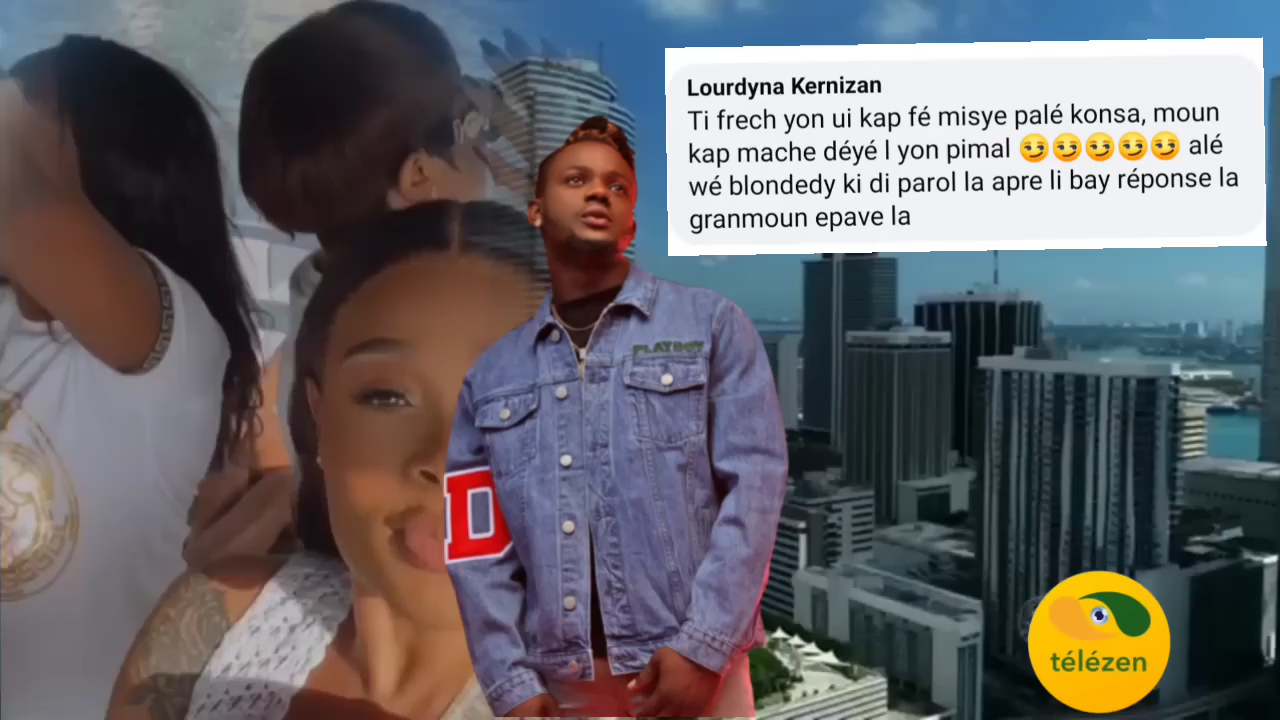 Lourdyna Kernizan
Ti frech yon ui kap fé misye palé konsa, moun
kap mache déyé l yon pimal 😏😏😏😏😏 alé
wé blondedy ki di parol la apre li bay réponse la
granmoun epave la
PLAYBOY
D
télézen